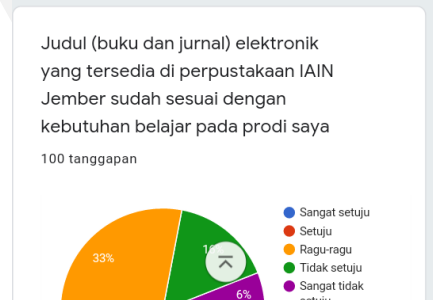 Judul (buku dan jurnal) elektronik
yang tersedia di perpustakaan IAIN
Jember sudah sesuai dengan
kebutuhan belajar pada prodi saya
100 tanggapan
Sangat setuju
Setuju
Ragu-ragu
Tidak setuju
Sangat tidak
33%
6%